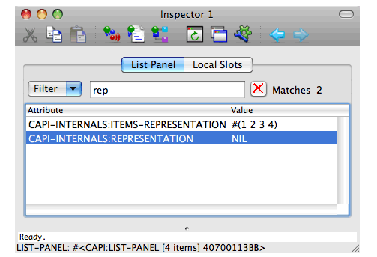 Inspector 1
List Panel Local Slots
Filter rep Matches 2
Attribute Value
CAPI-INTERNALS:ITEMS-REPRESENTATION #(1 2 3 4)
CAPI-INTERNALS:REPRESENTATION NIL
Ready.
LIST-PANEL: #<CAPI:LIST-PANEL [4 items] 40700113BB>